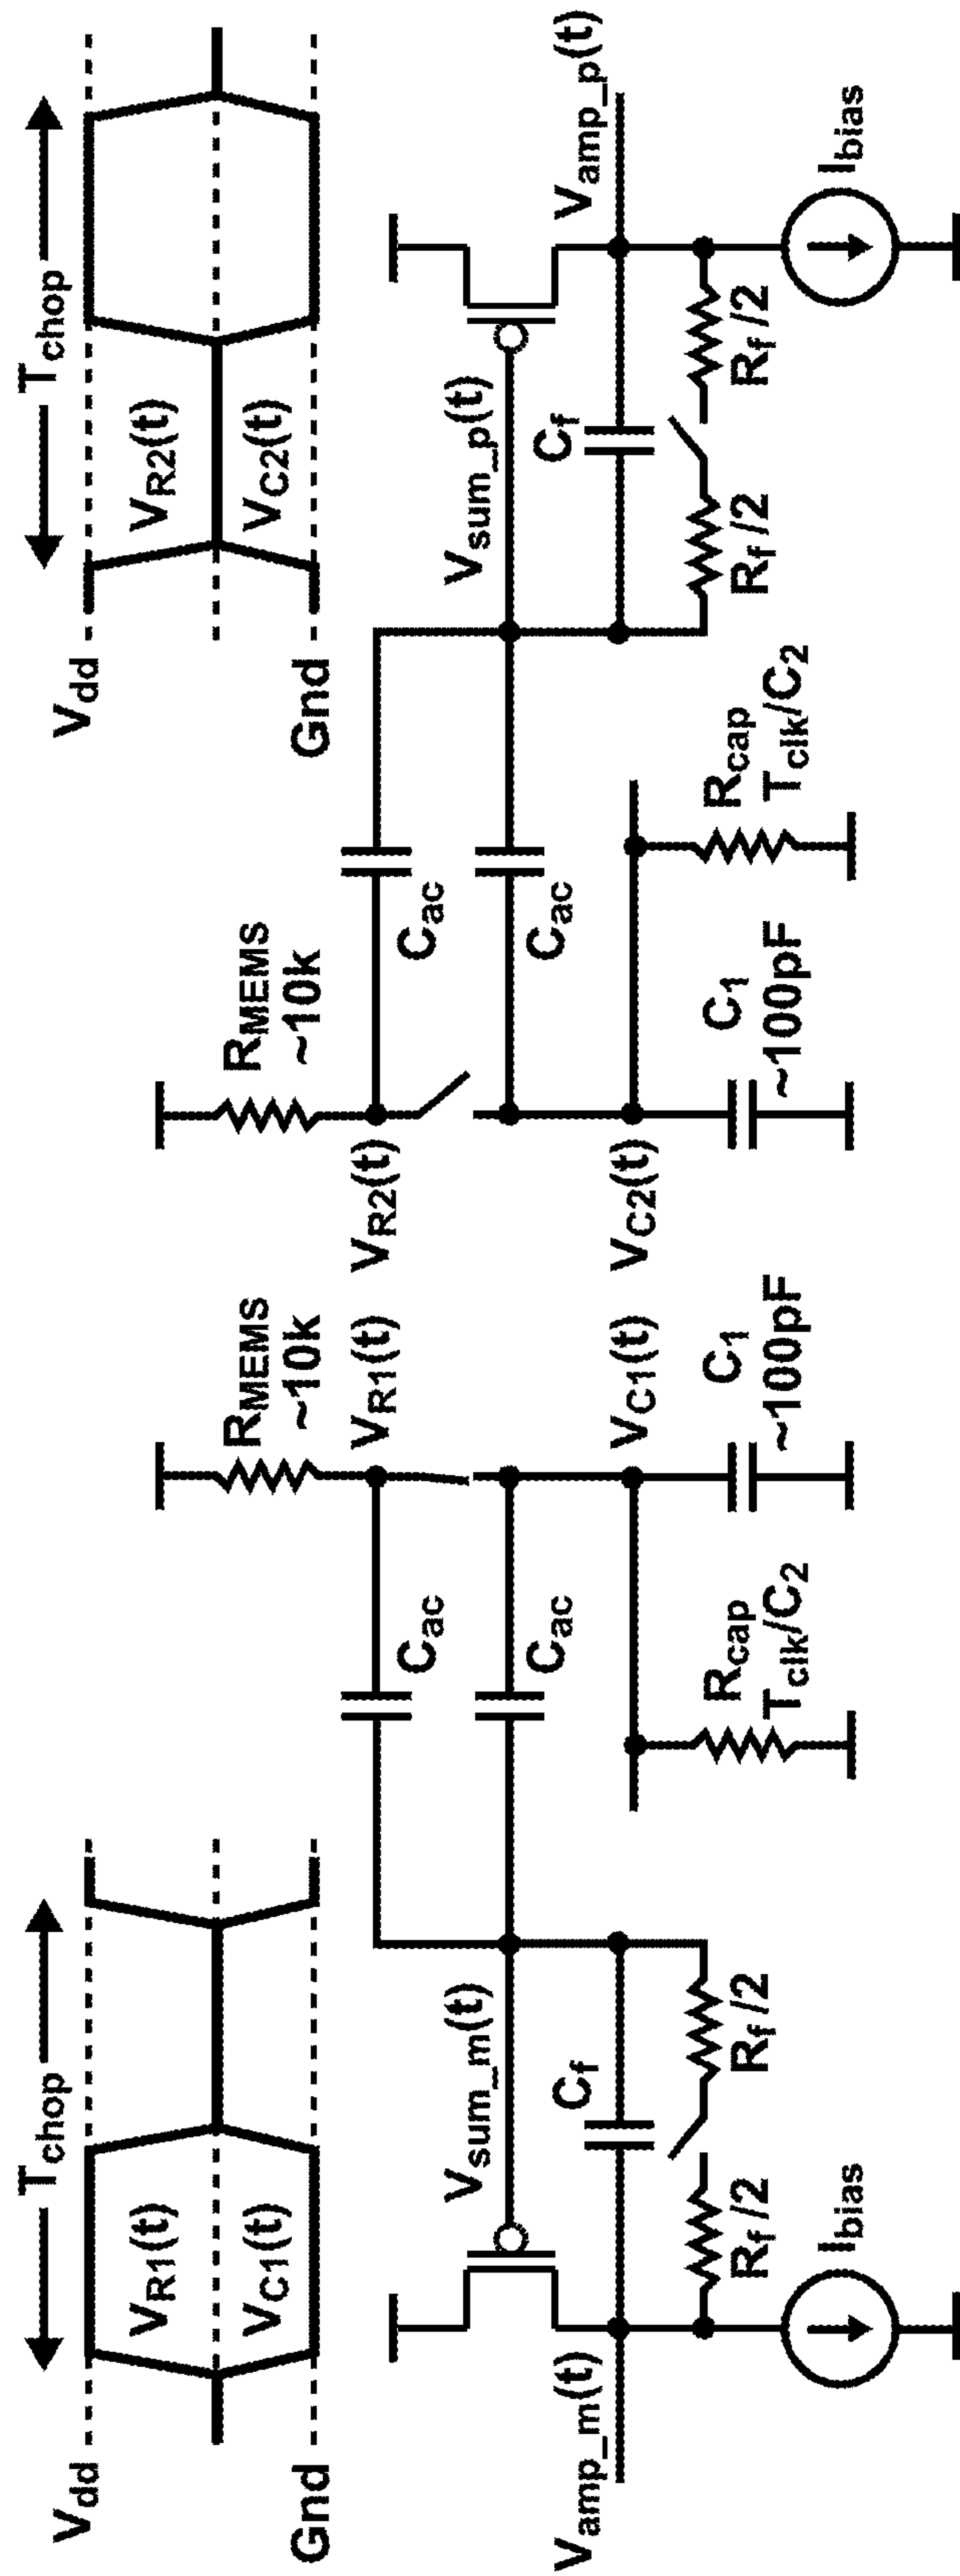 T_chop
V_dd
V_R1(t)
V_C1(t)
Gnd
T_chop
V_dd
V_R2(t)
V_C2(t)
Gnd
R_MEMS
~10k
R_MEMS
~10k
V_R1(t)
V_R2(t)
C_ac
C_ac
V_sum_m(t)
V_sum_p(t)
C_ac
C_ac
V_amp_m(t)
C_f
V_C1(t)
V_C2(t)
C_f
V_amp_p(t)
R_f/2
R_f/2
R_cap
T_clk/C_2
C_1
~100pF
C_1
~100pF
R_cap
T_clk/C_2
R_f/2
R_f/2
I_bias
I_bias